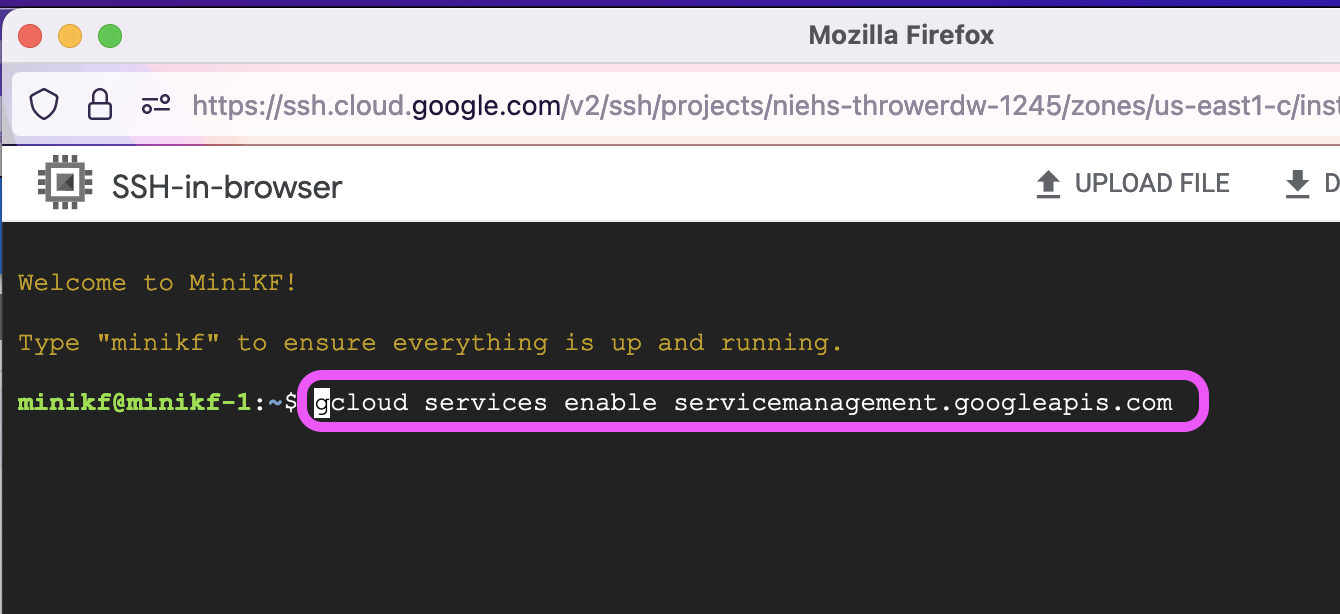 Mozilla Firefox
https://ssh.cloud.google.com/v2/ssh/projects/niehs-throwerdw-1245/zones/us-east1-c/inst
SSH-in-browser
UPLOAD FILE
D
Welcome to MiniKF!
Type "minikf" to ensure everything is up and running.
minikf@minikf-1:~$ gcloud services enable servicemanagement.googleapis.com